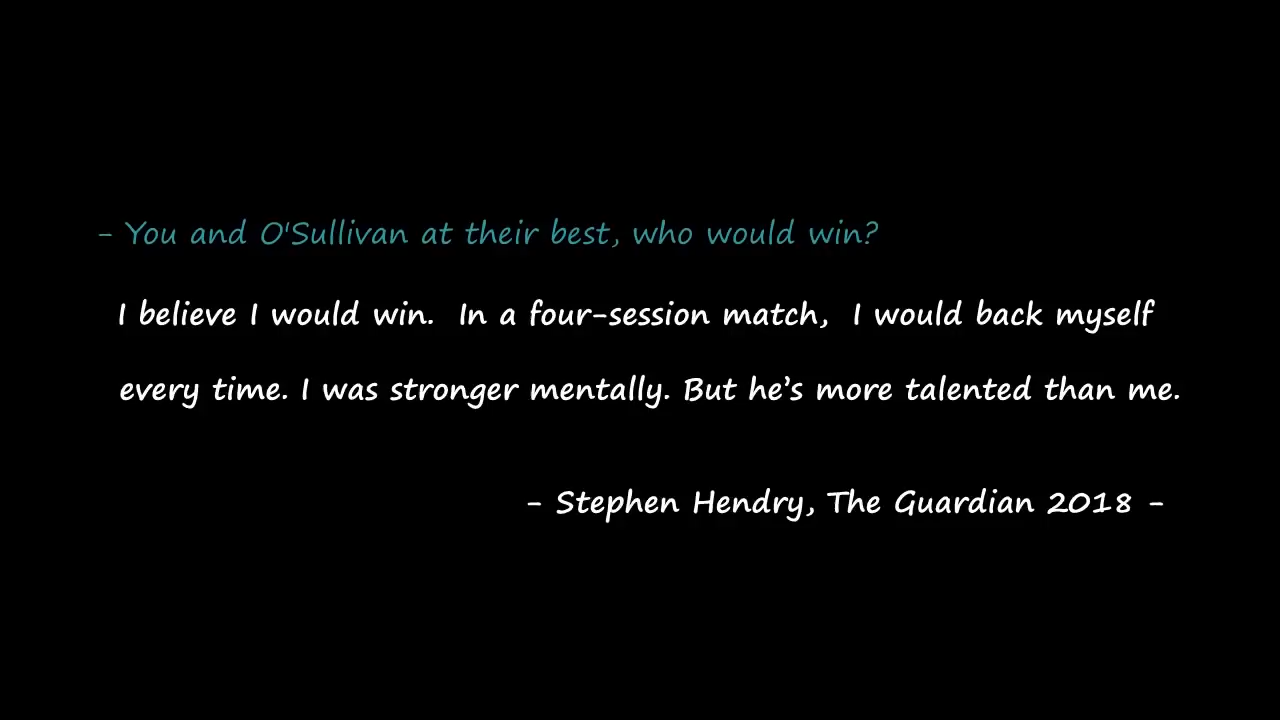 - You and O'Sullivan at their best, who would win?
I believe I would win. In a four-session match, I would back myself
every time. I was stronger mentally. But he’s more talented than me.
- Stephen Hendry, The Guardian 2018 -